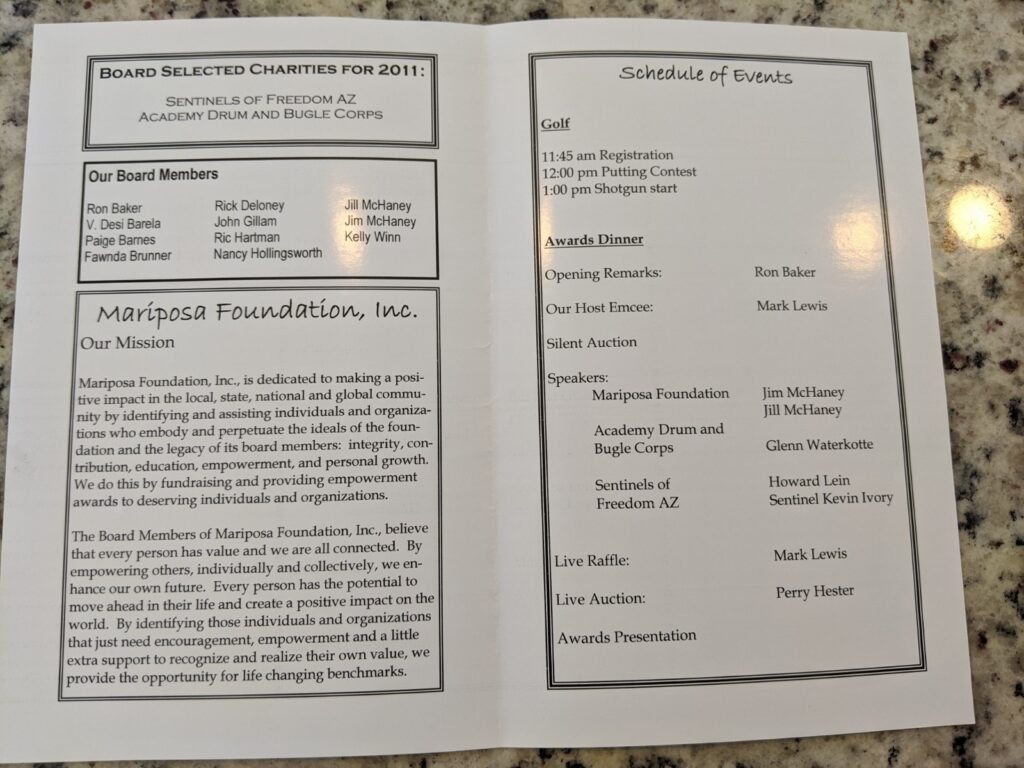 BOARD SELECTED CHARITIES FOR 2011:
SENTINELS OF FREEDOM AZ
ACADEMY DRUM AND BUGLE CORPS
Our Board Members
Ron Baker
V. Desi Barela
Paige Barnes
Fawnda Brunner
Rick Deloney
John Gillam
Ric Hartman
Nancy Hollingsworth
Jill McHaney
Jim McHaney
Kelly Winn
Mariposa Foundation, Inc.
Our Mission
Mariposa Foundation, Inc., is dedicated to making a posi-
tive impact in the local, state, national and global commu-
nity by identifying and assisting individuals and organiza-
tions who embody and perpetuate the ideals of the foun-
dation and the legacy of its board members: integrity, con-
tribution, education, empowerment, and personal growth.
We do this by fundraising and providing empowerment
awards to deserving individuals and organizations.
The Board Members of Mariposa Foundation, Inc., believe
that every person has value and we are all connected. By
empowering others, individually and collectively, we en-
hance our own future. Every person has the potential to
move ahead in their life and create a positive impact on the
world. By identifying those individuals and organizations
that just need encouragement, empowerment and a little
extra support to recognize and realize their own value, we
provide the opportunity for life changing benchmarks.
Schedule of Events
Golf
11:45 am Registration
12:00 pm Putting Contest
1:00 pm Shotgun start
Awards Dinner
Opening Remarks: Ron Baker
Our Host Emcee: Mark Lewis
Silent Auction
Speakers:
Mariposa Foundation Jim McHaney
Jill McHaney
Academy Drum and
Bugle Corps Glenn Waterkotte
Sentinels of Howard Lein
Freedom AZ Sentinel Kevin Ivory
Live Raffle: Mark Lewis
Live Auction: Perry Hester
Awards Presentation